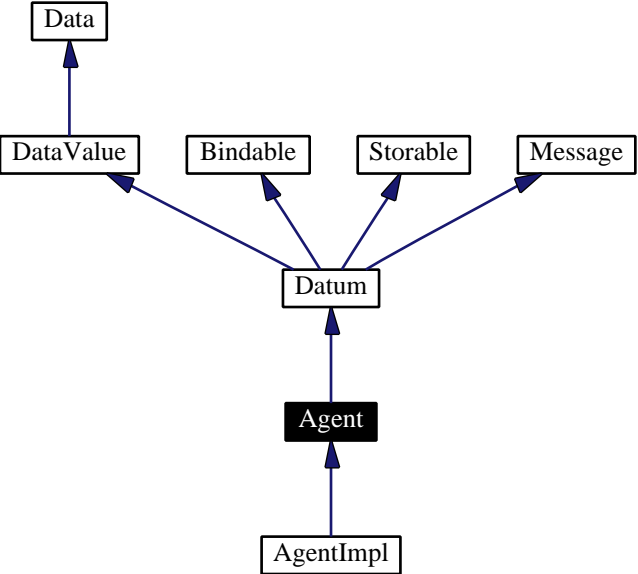 Data
DataValue
Bindable
Storable
Message
Datum
Agent
AgentImpl